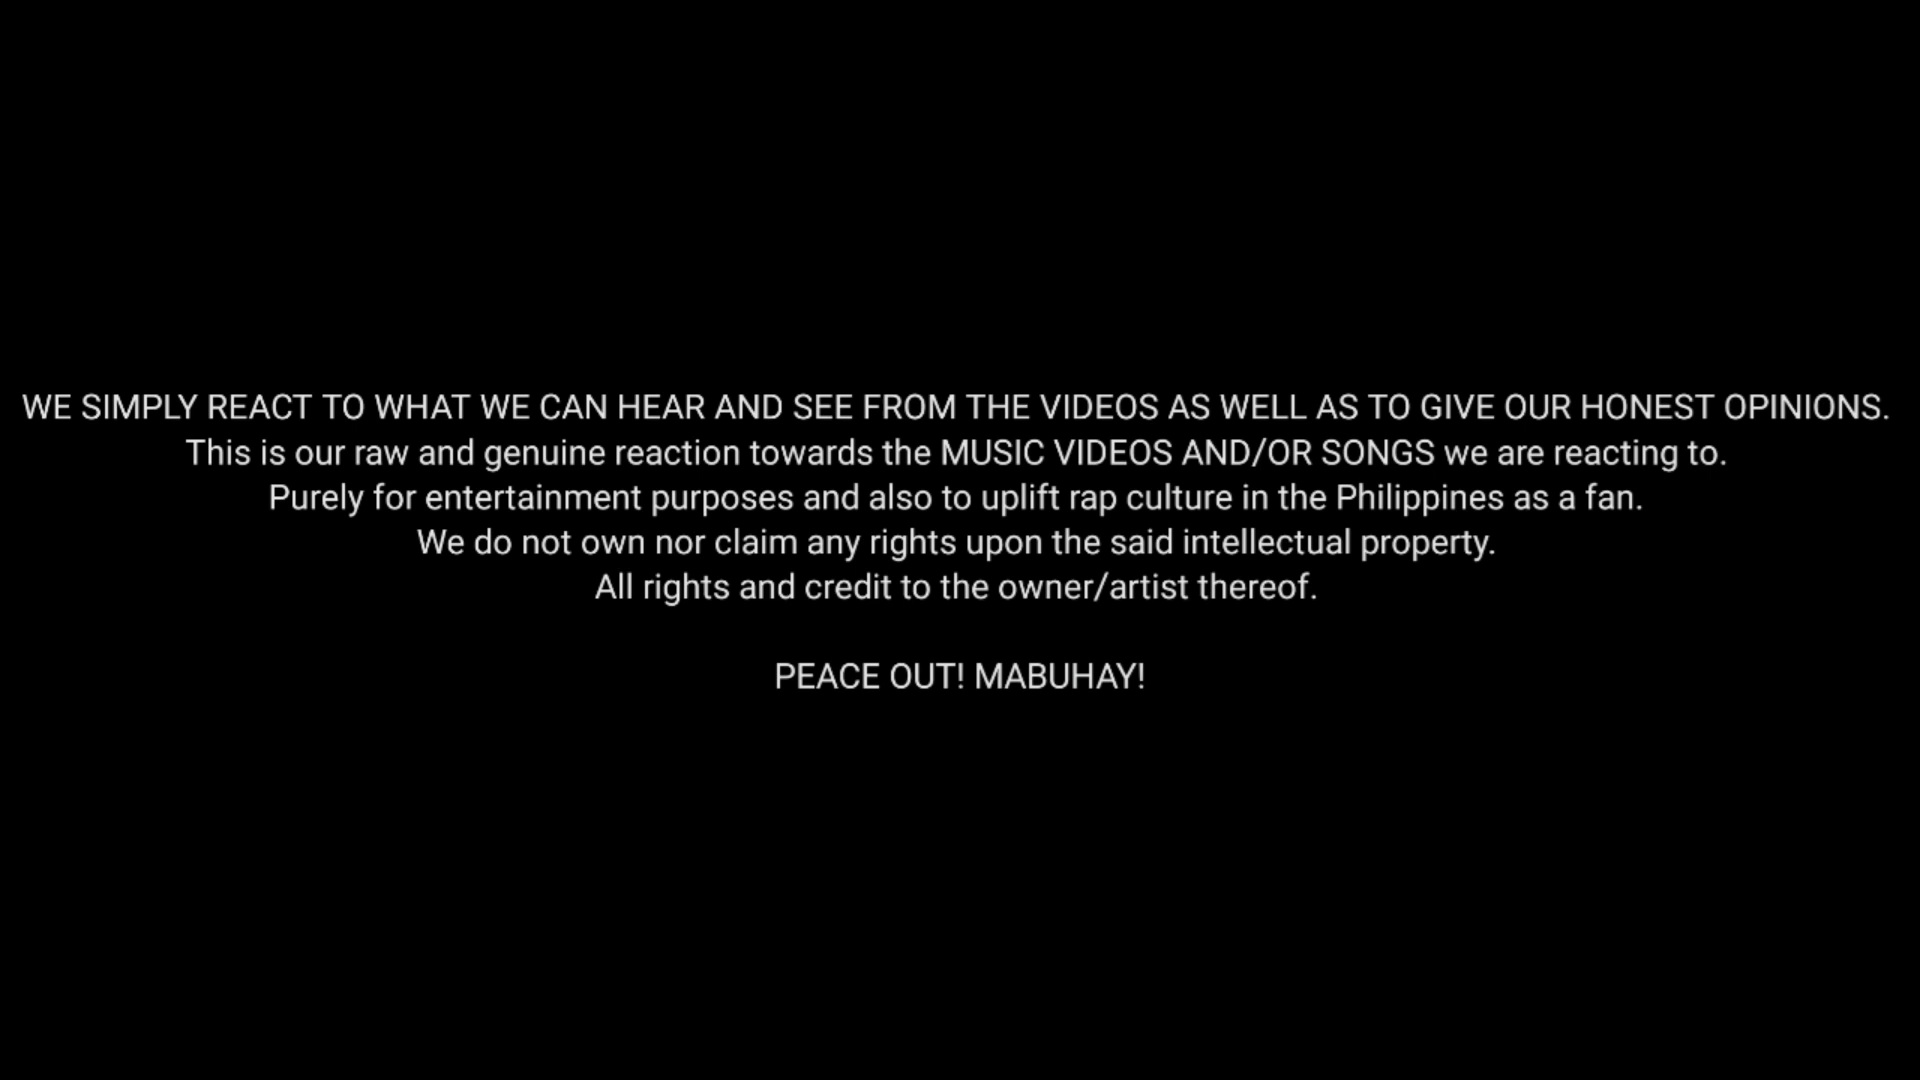 WE SIMPLY REACT TO WHAT WE CAN HEAR AND SEE FROM THE VIDEOS AS WELL AS TO GIVE OUR HONEST OPINIONS.
This is our raw and genuine reaction towards the MUSIC VIDEOS AND/OR SONGS we are reacting to.
Purely for entertainment purposes and also to uplift rap culture in the Philippines as a fan.
We do not own nor claim any rights upon the said intellectual property.
All rights and credit to the owner/artist thereof.
PEACE OUT! MABUHAY!